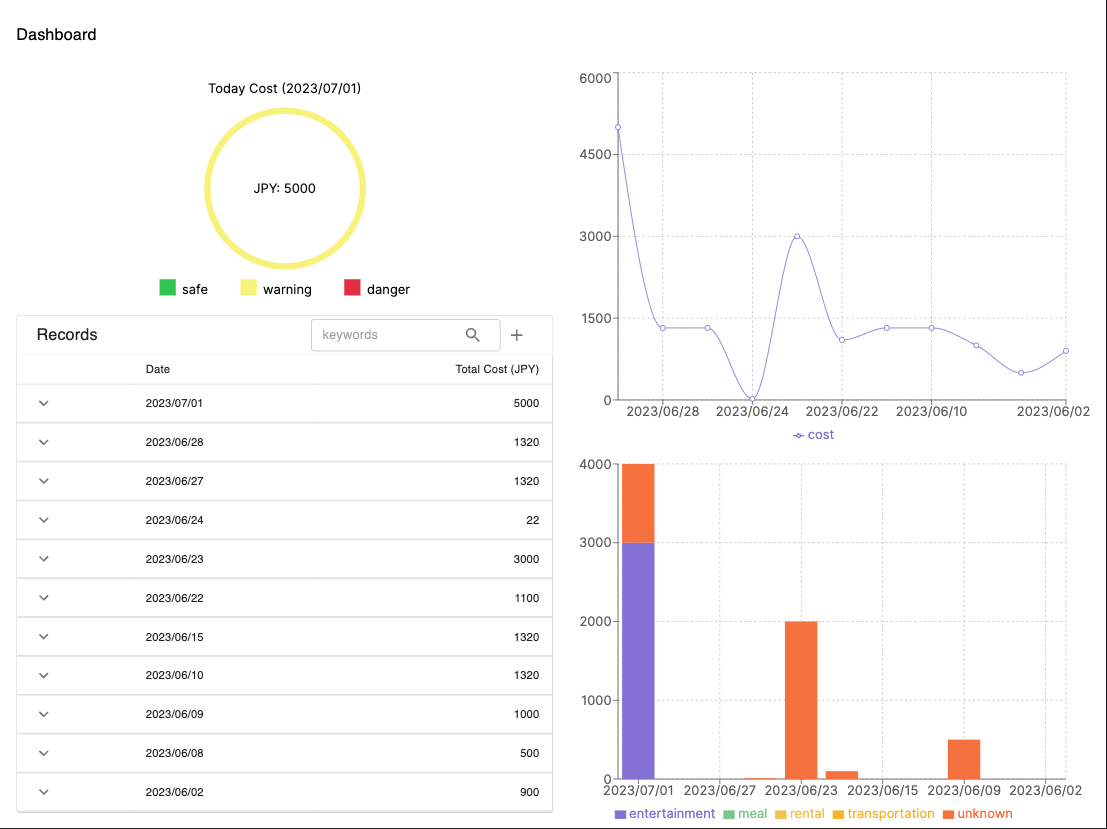 Dashboard
Today Cost (2023/07/01)
JPY: 5000
safe warning danger
Records keywords +
Date Total Cost (JPY)
2023/07/01 5000
2023/06/28 1320
2023/06/27 1320
2023/06/24 22
2023/06/23 3000
2023/06/22 1100
2023/06/15 1320
2023/06/10 1320
2023/06/09 1000
2023/06/08 500
2023/06/02 900
6000
4500
3000
1500
0
2023/06/28 2023/06/24 2023/06/22 2023/06/10 2023/06/02
cost
4000
3000
2000
1000
0
2023/07/01 2023/06/27 2023/06/23 2023/06/15 2023/06/09 2023/06/02
entertainment meal rental transportation unknown